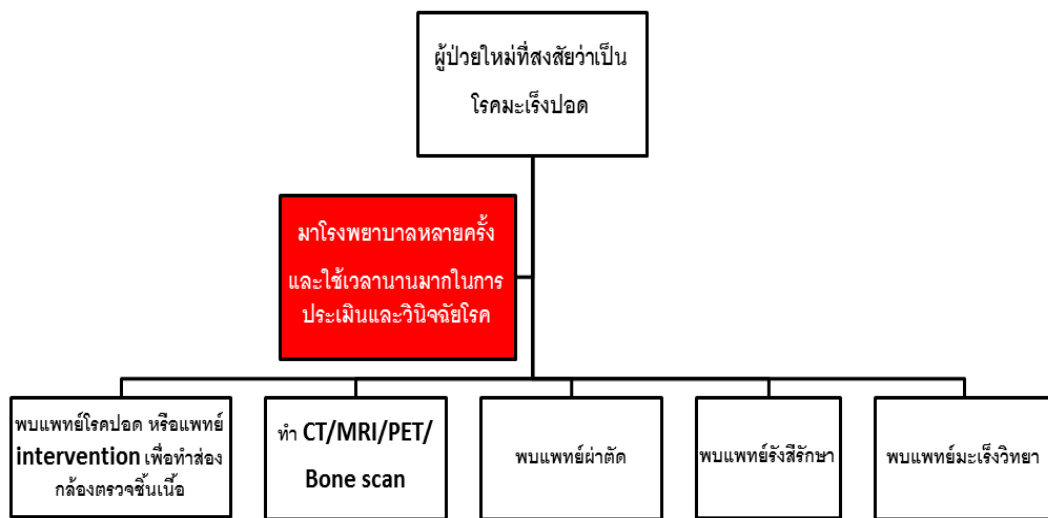 ผู้ป่วยใหม่ที่สงสัยว่าเป็น
โรคมะเร็งปอด
มาโรงพยาบาลหลายครั้ง
และใช้เวลานานมากในการ
ประเมินและวินิจฉัยโรค
พบแพทย์โรคปอด หรือแพทย์
intervention เพื่อทำส่อง
กล้องตรวจชิ้นเนื้อ
ทำ CT/MRI/PET/
Bone scan
พบแพทย์ผ่าตัด
พบแพทย์รังสีรักษา
พบแพทย์มะเร็งวิทยา